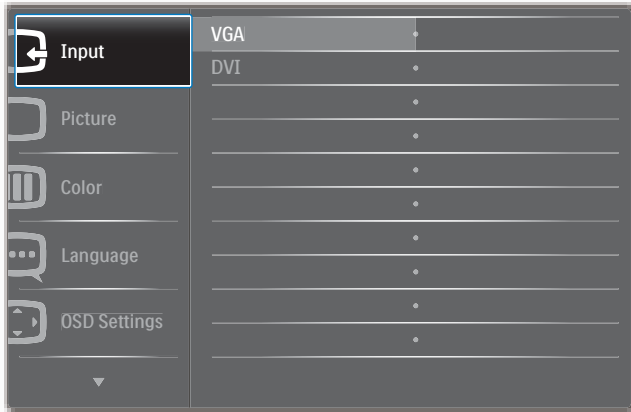 Input
Picture
Color
Language
OSD Settings
VGA
DVI